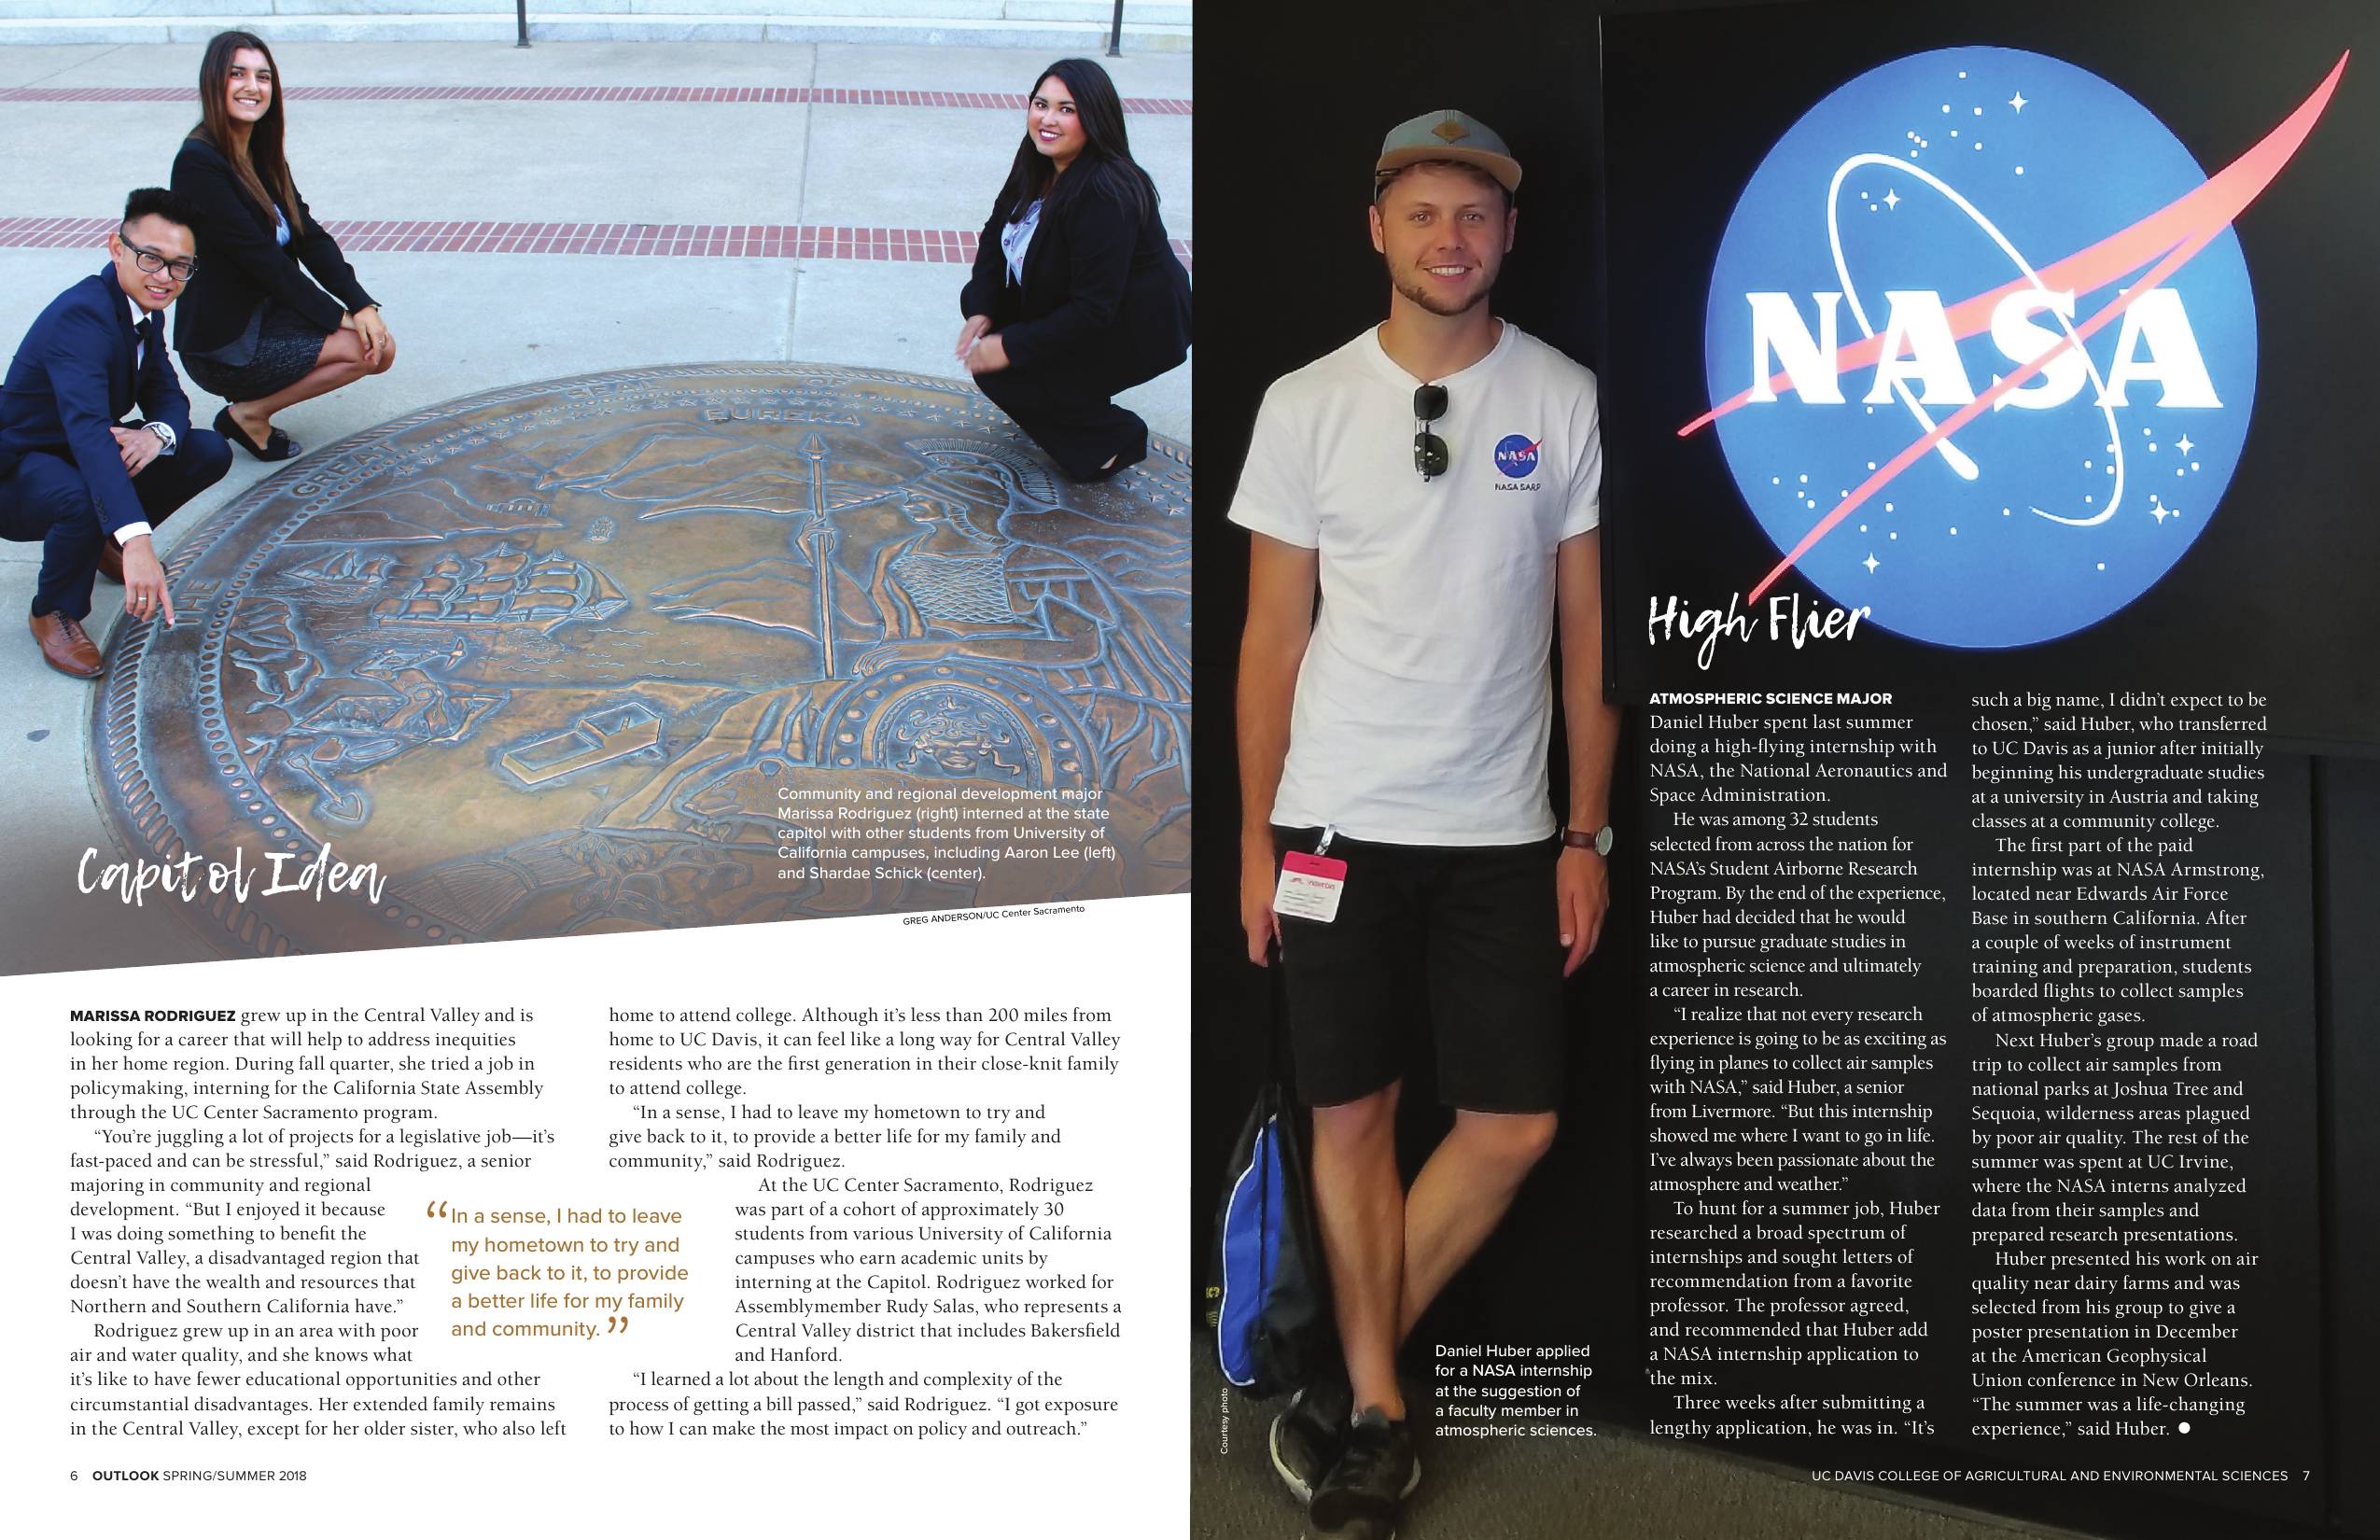 GREAT
SEAL
OF
THE
EUREKA
Community and regional development major
Marissa Rodriguez (right) interned at the state
capitol with other students from University of
California campuses, including Aaron Lee (left)
and Shardae Schick (center).
Capitol Idea
GREG ANDERSON/UC Center Sacramento
MARISSA RODRIGUEZ grew up in the Central Valley and is
looking for a career that will help to address inequities
in her home region. During fall quarter, she tried a job in
policymaking, interning for the California State Assembly
through the UC Center Sacramento program.
“You’re juggling a lot of projects for a legislative job—it’s
fast-paced and can be stressful,” said Rodriguez, a senior
majoring in community and regional
development. “But I enjoyed it because
I was doing something to benefit the
Central Valley, a disadvantaged region that
doesn’t have the wealth and resources that
Northern and Southern California have.”
Rodriguez grew up in an area with poor
air and water quality, and she knows what
it’s like to have fewer educational opportunities and other
circumstantial disadvantages. Her extended family remains
in the Central Valley, except for her older sister, who also left
“In a sense, I had to leave
my hometown to try and
give back to it, to provide
a better life for my family
and community.”
home to attend college. Although it’s less than 200 miles from
home to UC Davis, it can feel like a long way for Central Valley
residents who are the first generation in their close-knit family
to attend college.
“In a sense, I had to leave my hometown to try and
give back to it, to provide a better life for my family and
community,” said Rodriguez.
At the UC Center Sacramento, Rodriguez
was part of a cohort of approximately 30
students from various University of California
campuses who earn academic units by
interning at the Capitol. Rodriguez worked for
Assemblymember Rudy Salas, who represents a
Central Valley district that includes Bakersfield
and Hanford.
“I learned a lot about the length and complexity of the
process of getting a bill passed,” said Rodriguez. “I got exposure
to how I can make the most impact on policy and outreach.”
6 OUTLOOK SPRING/SUMMER 2018
NASA
NASA
NASA SARP
High Flier
ATMOSPHERIC SCIENCE MAJOR
Daniel Huber spent last summer
doing a high-flying internship with
NASA, the National Aeronautics and
Space Administration.
He was among 32 students
selected from across the nation for
NASA’s Student Airborne Research
Program. By the end of the experience,
Huber had decided that he would
like to pursue graduate studies in
atmospheric science and ultimately
a career in research.
“I realize that not every research
experience is going to be as exciting as
flying in planes to collect air samples
with NASA,” said Huber, a senior
from Livermore. “But this internship
showed me where I want to go in life.
I’ve always been passionate about the
atmosphere and weather.”
To hunt for a summer job, Huber
researched a broad spectrum of
internships and sought letters of
recommendation from a favorite
professor. The professor agreed,
and recommended that Huber add
a NASA internship application to
the mix.
Three weeks after submitting a
lengthy application, he was in. “It’s
such a big name, I didn’t expect to be
chosen,” said Huber, who transferred
to UC Davis as a junior after initially
beginning his undergraduate studies
at a university in Austria and taking
classes at a community college.
The first part of the paid
internship was at NASA Armstrong,
located near Edwards Air Force
Base in southern California. After
a couple of weeks of instrument
training and preparation, students
boarded flights to collect samples
of atmospheric gases.
Next Huber’s group made a road
trip to collect air samples from
national parks at Joshua Tree and
Sequoia, wilderness areas plagued
by poor air quality. The rest of the
summer was spent at UC Irvine,
where the NASA interns analyzed
data from their samples and
prepared research presentations.
Huber presented his work on air
quality near dairy farms and was
selected from his group to give a
poster presentation in December
at the American Geophysical
Union conference in New Orleans.
“The summer was a life-changing
experience,” said Huber. ●
Daniel Huber applied
for a NASA internship
at the suggestion of
a faculty member in
atmospheric sciences.
Courtesy photo
UC DAVIS COLLEGE OF AGRICULTURAL AND ENVIRONMENTAL SCIENCES 7